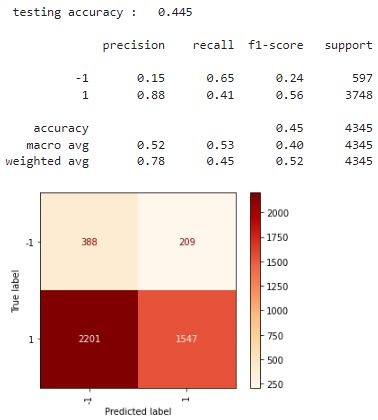 testing accuracy :   0.445
precision    recall  f1-score   support
-1       0.15      0.65      0.24       597
1       0.88      0.41      0.56      3748
accuracy                           0.45      4345
macro avg       0.52      0.53      0.40      4345
weighted avg       0.78      0.45      0.52      4345
2000
1750
1500
1250
1000
750
500
250
True label
-1
388
209
1
2201
1547
-1
1
Predicted label